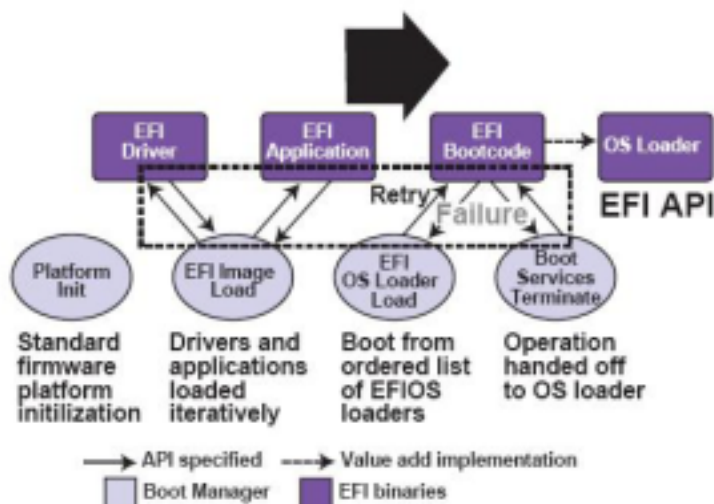 EFI
Driver
EFI
Application
EFI
Bootcode
OS Loader
EFI API
Retry
Failure
Platform
Init
EFI Image
Load
EFI
OS Loader
Load
Boot
Services
Terminate
Standard
firmware
platform
initilization
Drivers and
applications
loaded
iteratively
Boot from
ordered list
of EFIOS
loaders
Operation
handed off
to OS loader
API specified
Value add implementation
Boot Manager
EFI binaries